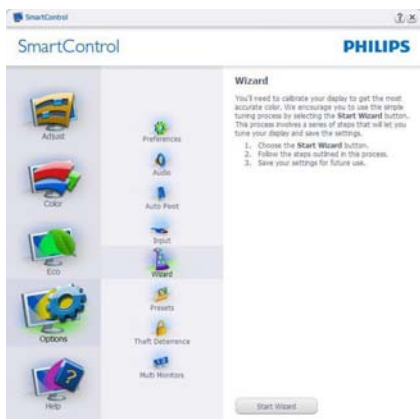 SmartControl
SmartControl
PHILIPS
Adjust
Color
Eco
Options
Help
Preferences
Audio
Auto Pivot
Input
Wizard
Presets
Theft Deterrence
Multi Monitors
Wizard
You'll need to calibrate your display to get the most
accurate color. We encourage you to use the simple
tuning process by selecting the Start Wizard button.
This process involves a series of steps that will let you
tune your display and save the settings.
1. Choose the Start Wizard button.
2. Follow the steps outlined in the process.
3. Save your settings for future use.
Start Wizard